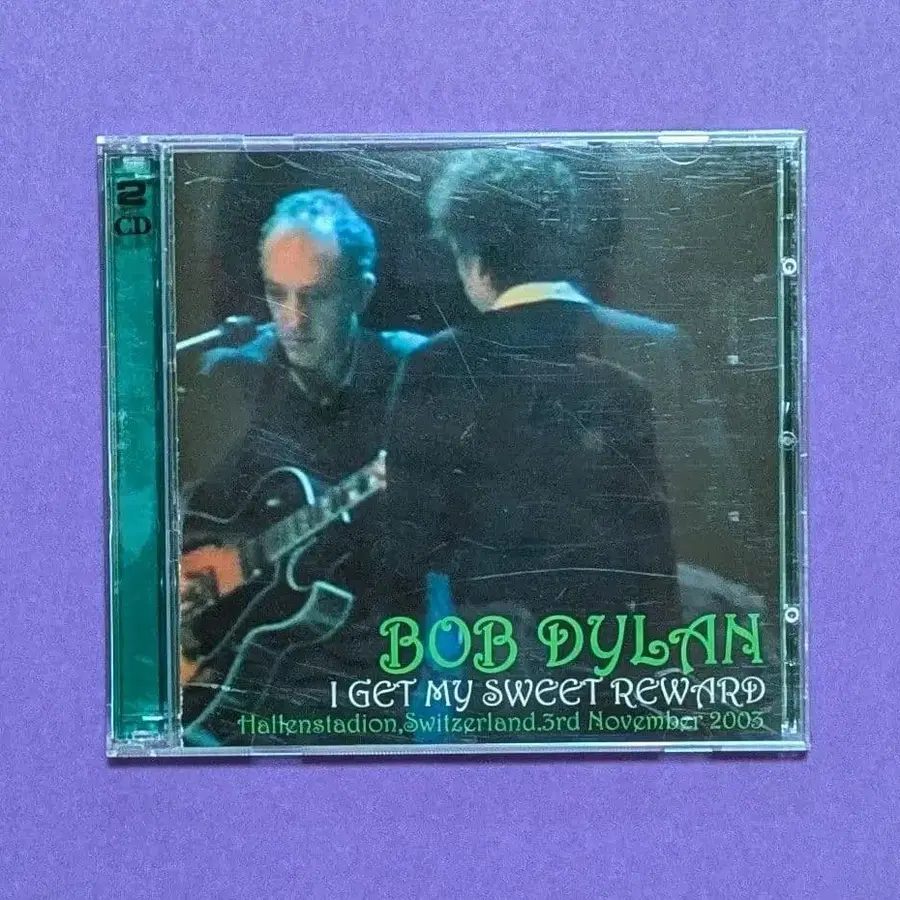 2
CD
BOB DYLAN
I GET MY SWEET REWARD
Hallenstadion,Switzerland.3rd November 2003